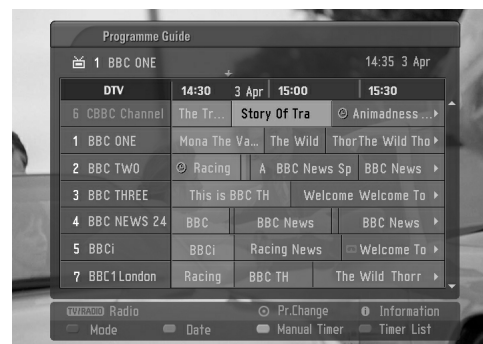 Programme Guide
1 BBC ONE 14:35 3 Apr
DTV 14:30 3 Apr 15:00 15:30
6 CBBC Channel The Tr... Story Of Tra Animadness ...
1 BBC ONE Mona The Va... The Wild Thor The Wild Tho
2 BBC TWO Racing A BBC News Sp BBC News
3 BBC THREE This is BBC TH Welcome Welcome To
4 BBC NEWS 24 BBC BBC News BBC News
5 BBCi BBCi Racing News Welcome To
7 BBC1 London Racing BBC TH The Wild Thorr
TV/RADIO Radio Pr.Change Information
Mode Date Manual Timer Timer List